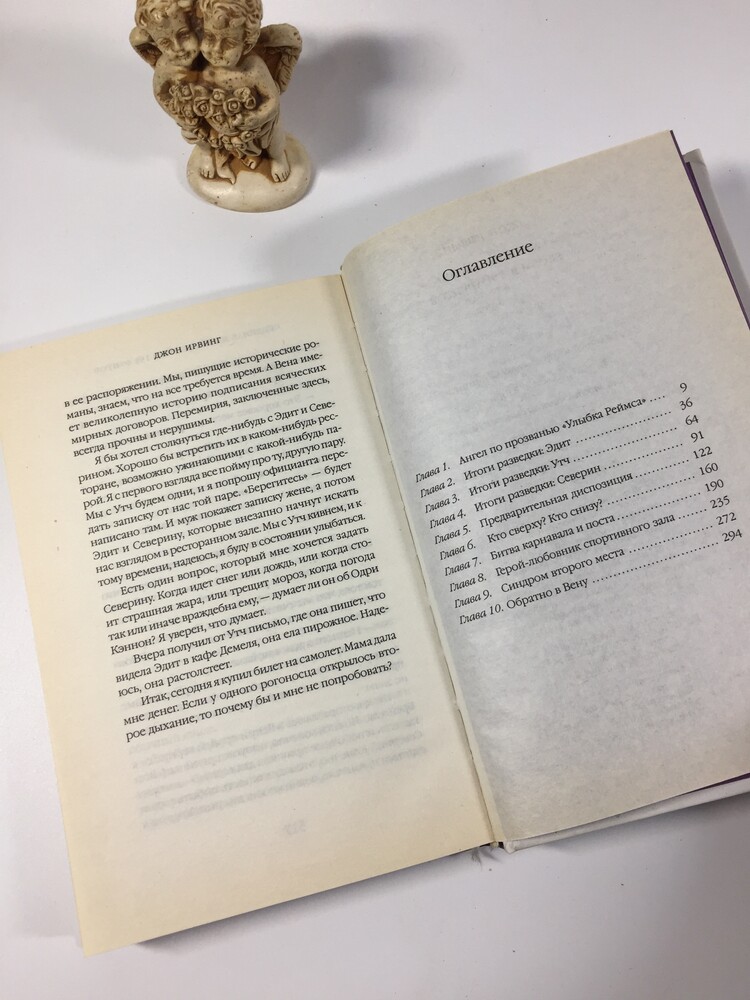 ДЖОН ИРВИНГ
в ее распоряжении. Мы, пишущие исторические ро-
маны, знаем, что на все требуется время. А Вена име-
ет великолепную историю подписания всяческих
мирных договоров. Перемирия, заключенные здесь,
всегда прочны и нерушимы.
Я бы хотел столкнуться где-нибудь с Эдит и Севе-
рином. Хорошо бы встретить их в каком-нибудь рес-
торане, возможно ужинающими с какой-нибудь па-
рой. Я с первого взгляда все пойму про ту, другую пару.
Мы с Утч будем одни, и я попрошу официанта пере-
дать записку от нас той паре. «Берегитесь» — будет
написано там. И муж покажет записку жене, а потом
Эдит и Северину, которые внезапно начнут искать
нас взглядом в ресторанном зале. Мы с Утч кивнем, и к
тому времени, надеюсь, я буду в состоянии улыбаться.
Есть один вопрос, который мне хочется задать
Северину. Когда идет снег или дождь, или когда сто-
ит страшная жара, или трещит мороз, когда погода
так или иначе враждебна ему, — думает ли он об Одри
Кэннон? Я уверен, что думает.
Вчера получил от Утч письмо, где она пишет, что
видела Эдит в кафе Демеля, она ела пирожное. Наде-
юсь, она растолстеет.
Итак, сегодня я купил билет на самолет. Мама дала
мне денег. Если у одного рогоносца открылось вто-
рое дыхание, то почему бы и мне не попробовать?
Оглавление
Глава 1. Ангел по прозванью «Улыбка Реймса» .... 9
Глава 2. Итоги разведки: Эдит .................... 36
Глава 3. Итоги разведки: Утч .................... 64
Глава 4. Итоги разведки: Северин ................ 91
Глава 5. Предварительная диспозиция ............ 122
Глава 6. Кто сверху? Кто снизу? ................ 160
Глава 7. Битва карнавала и поста ................ 190
Глава 8. Герой-любовник спортивного зала ........ 235
Глава 9. Синдром второго места ................ 272
Глава 10. Обратно в Вену ........................ 294